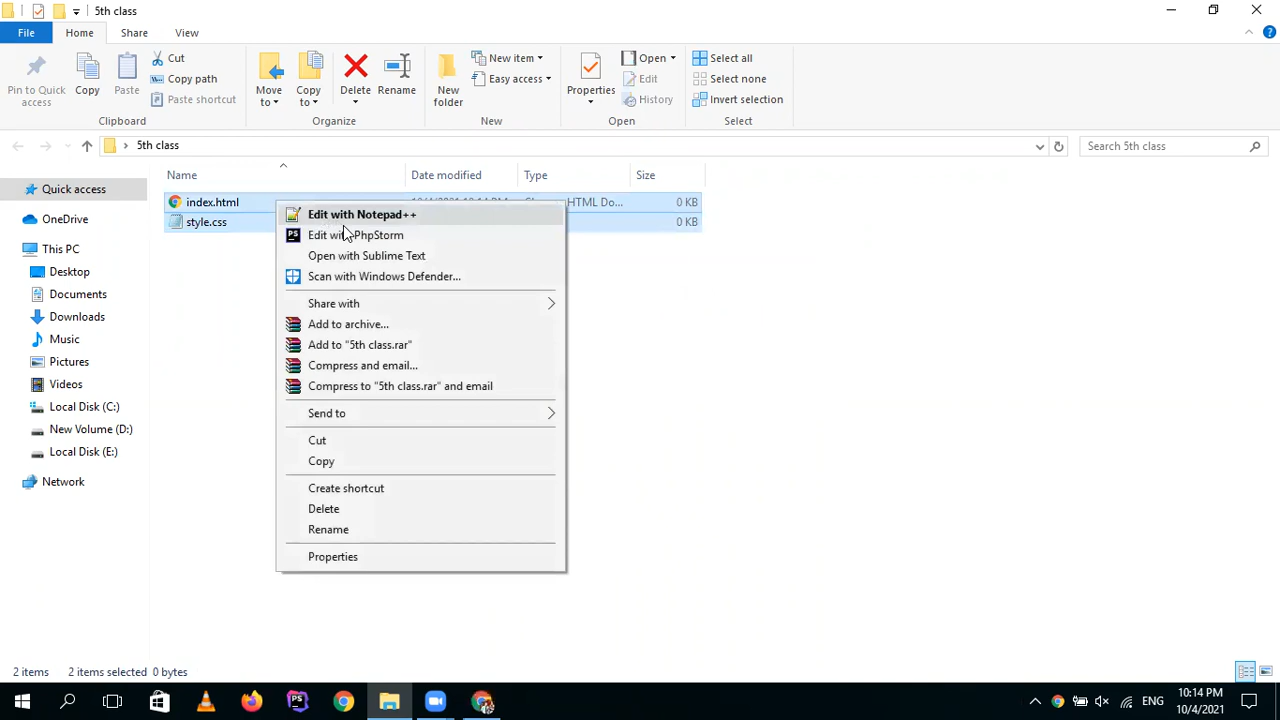 5th class
File
Home
Share
View
Pin to Quick access
Copy
Paste
Cut
Copy path
Paste shortcut
Clipboard
Move to
Copy to
Delete
Rename
Organize
New folder
New item
Easy access
New
Properties
Open
Edit
History
Open
Select all
Select none
Invert selection
Select
5th class
Search 5th class
Name
Date modified
Type
Size
index.html
HTML Do...
0 KB
style.css
0 KB
Quick access
OneDrive
This PC
Desktop
Documents
Downloads
Music
Pictures
Videos
Local Disk (C:)
New Volume (D:)
Local Disk (E:)
Network
Edit with Notepad++
Edit with PhpStorm
Open with Sublime Text
Scan with Windows Defender...
Share with
Add to archive...
Add to "5th class.rar"
Compress and email...
Compress to "5th class.rar" and email
Send to
Cut
Copy
Create shortcut
Delete
Rename
Properties
2 items
2 items selected 0 bytes
PS
ENG
10:14 PM
10/4/2021